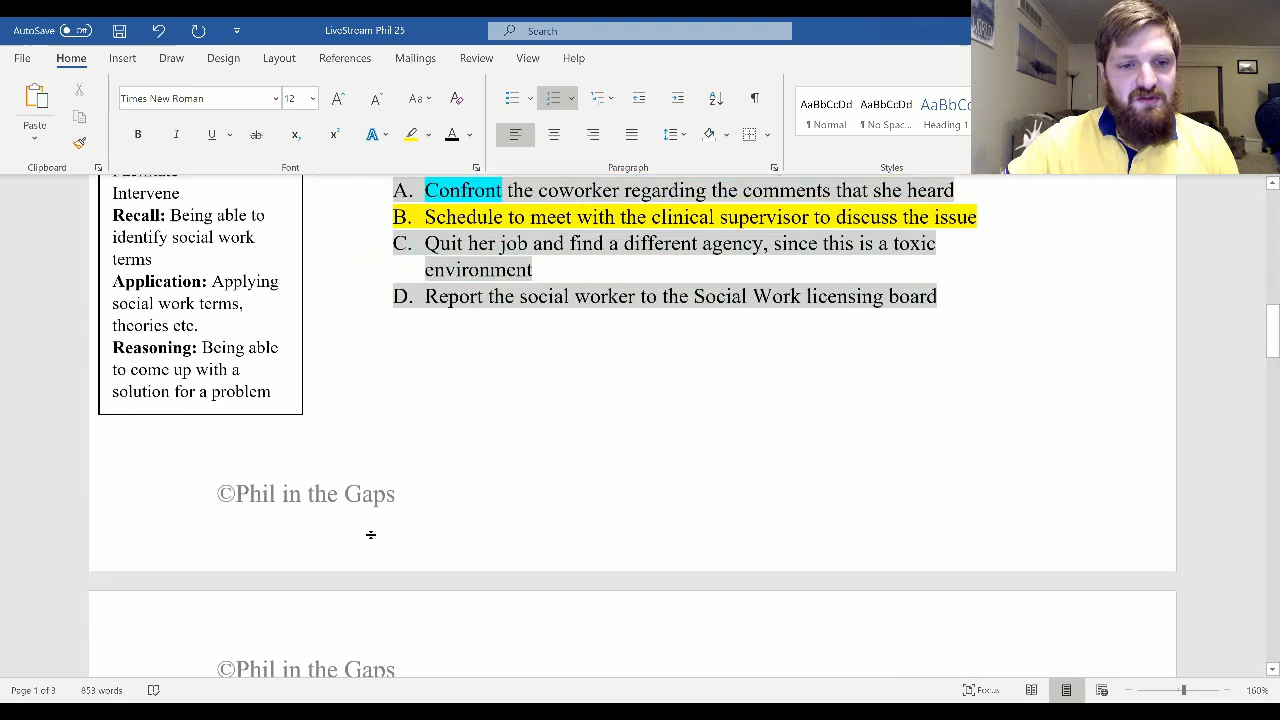 AutoSave Off
LiveStream Phil 25
Search
File Home Insert Draw Design Layout References Mailings Review View Help
Times New Roman 12
Paste
AaBbCcDd AaBbCcDd AaBbCc
¶ Normal ¶ No Spac... Heading 1
Clipboard Font Paragraph Styles
Facilitate
Intervene
Recall: Being able to
identify social work
terms
Application: Applying
social work terms,
theories etc.
Reasoning: Being able
to come up with a
solution for a problem
A. Confront the coworker regarding the comments that she heard
B. Schedule to meet with the clinical supervisor to discuss the issue
C. Quit her job and find a different agency, since this is a toxic
environment
D. Report the social worker to the Social Work licensing board
©Phil in the Gaps
©Phil in the Gaps
Page 1 of 3 853 words Focus 160%